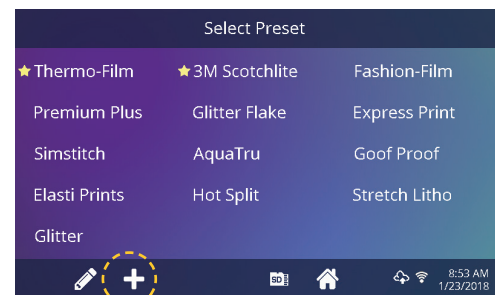 Select Preset
Thermo-Film 3M Scotchlite Fashion-Film
Premium Plus Glitter Flake Express Print
Simstitch AquaTru Goof Proof
Elasti Prints Hot Split Stretch Litho
Glitter
SD 8:53 AM
1/23/2018